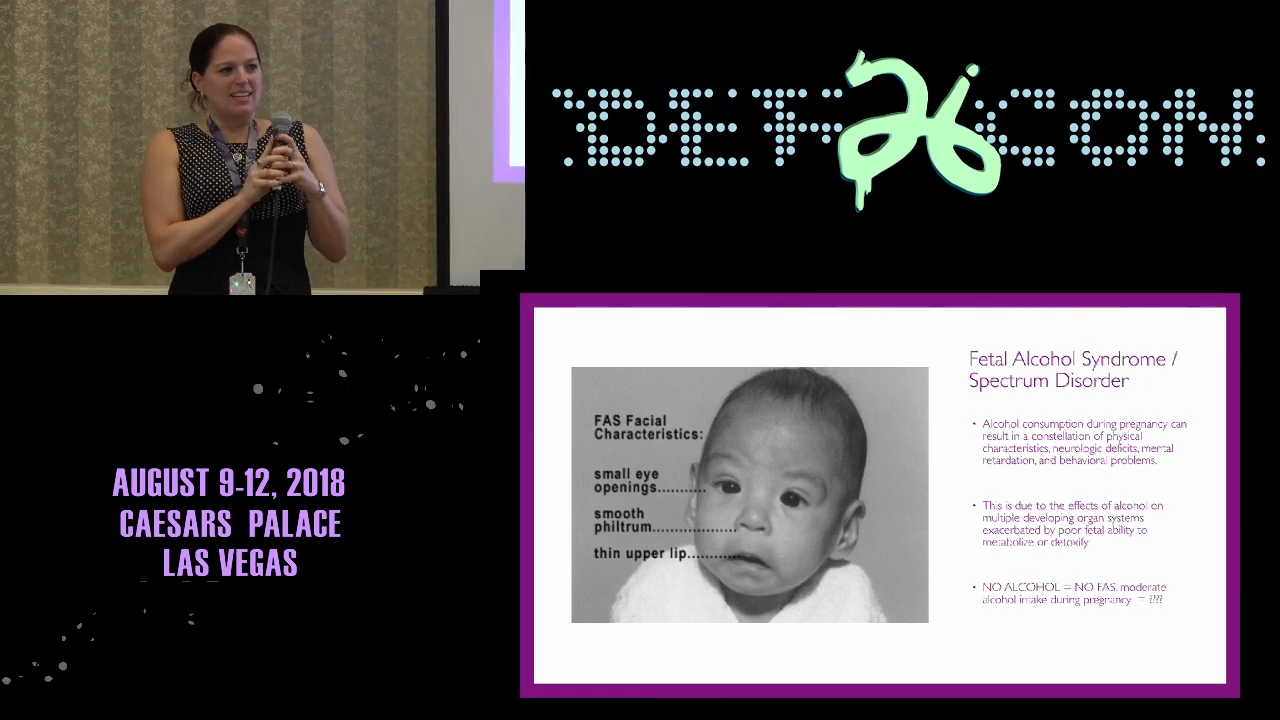 DEF 26 CON
AUGUST 9-12, 2018
CAESARS PALACE
LAS VEGAS
FAS Facial
Characteristics:
small eye
openings...........
smooth
philtrum..................
thin upper lip.............
Fetal Alcohol Syndrome /
Spectrum Disorder
• Alcohol consumption during pregnancy can
result in a constellation of physical
characteristics, neurologic deficits, mental
retardation, and behavioral problems.
• This is due to the effects of alcohol on
multiple developing organ systems
exacerbated by poor fetal ability to
metabolize or detoxify
• NO ALCOHOL = NO FAS. moderate
alcohol intake during pregnancy = ????